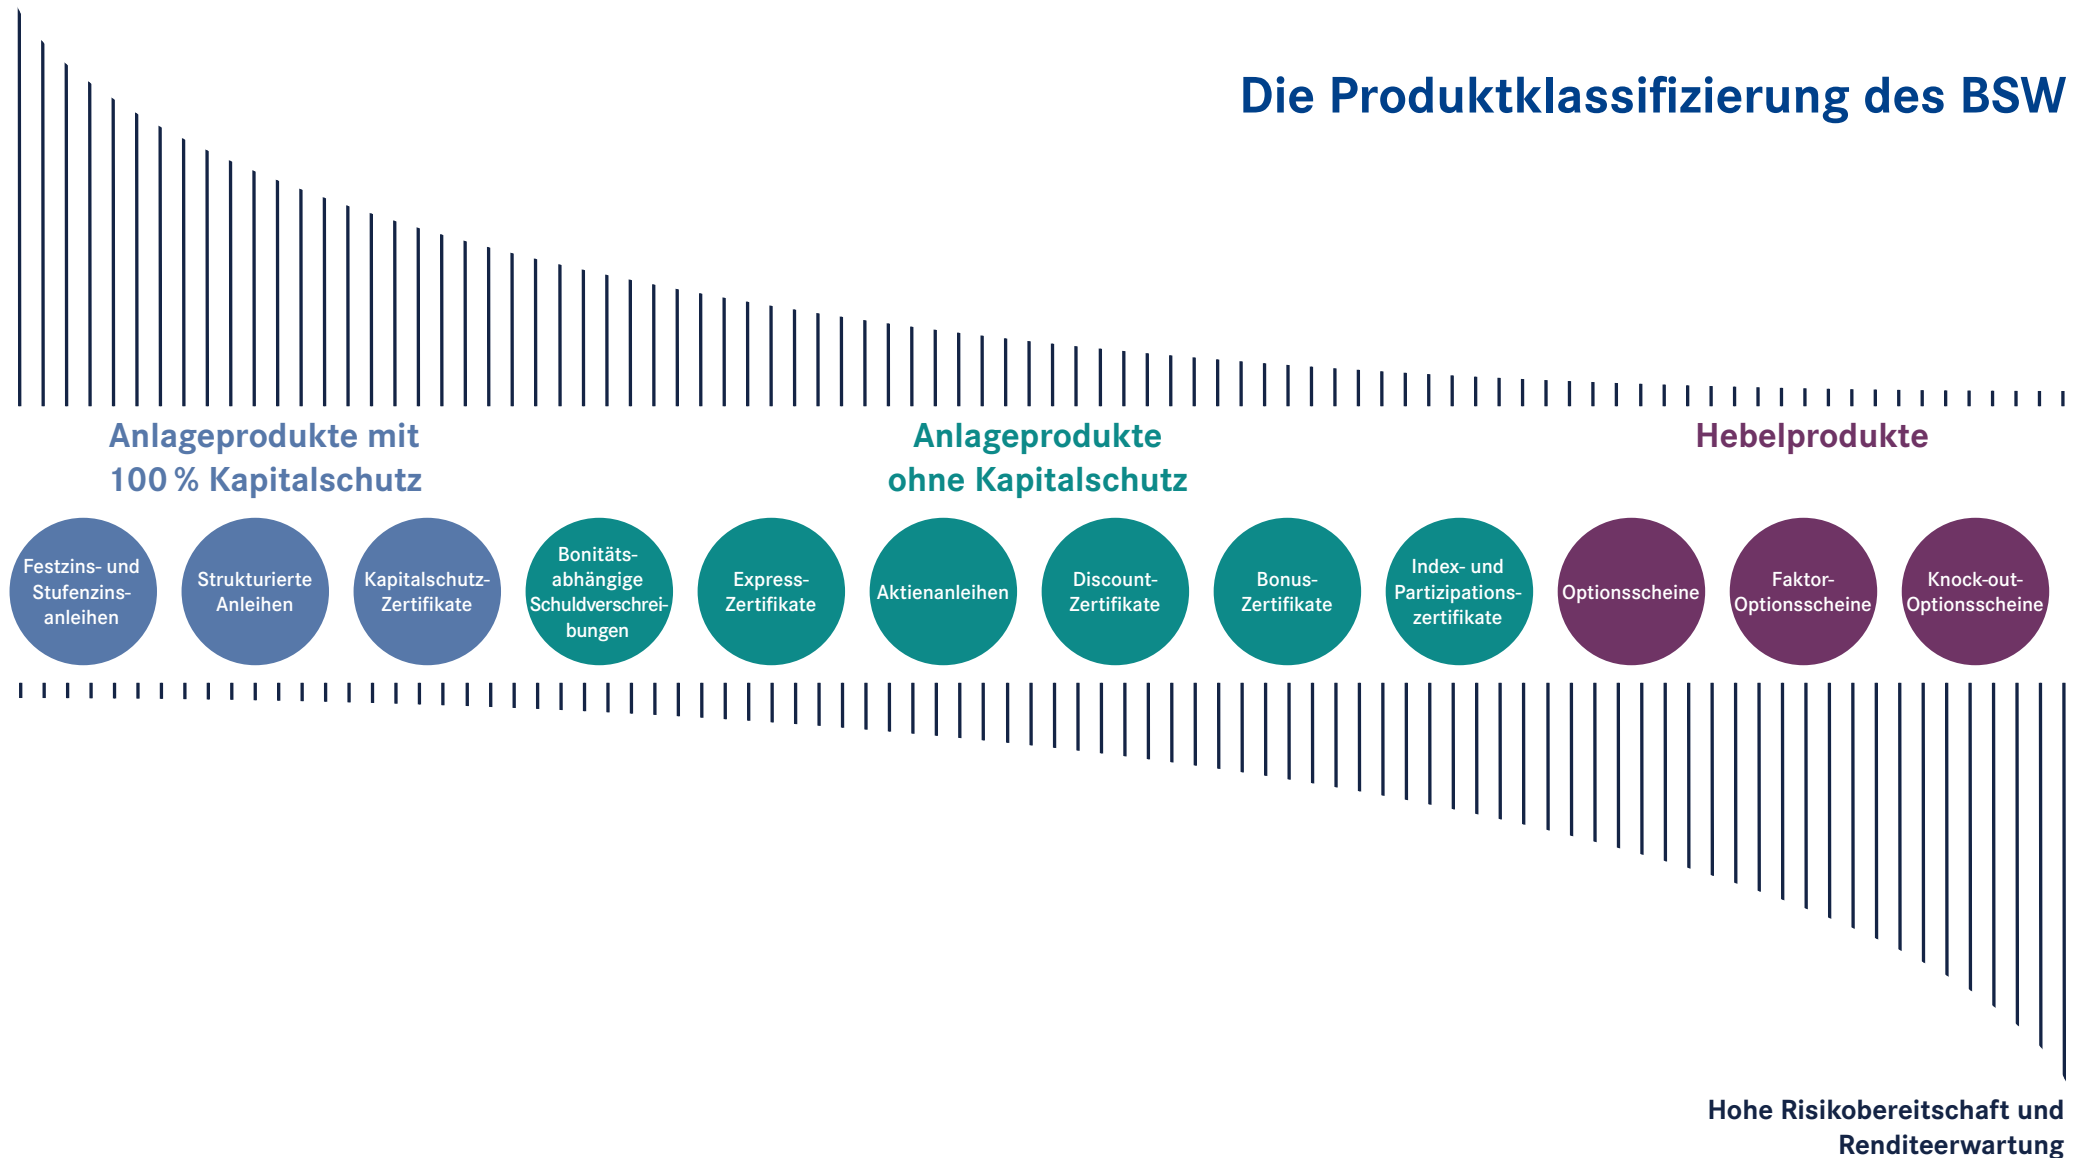 Die Produktklassifizierung des BSW
Anlageprodukte mit
100 % Kapitalschutz
Anlageprodukte
ohne Kapitalschutz
Hebelprodukte
Festzins- und
Stufenzins-
anleihen
Strukturierte
Anleihen
Kapitalschutz-
Zertifikate
Bonitäts-
abhängige
Schuldverschrei-
bungen
Express-
Zertifikate
Aktienanleihen
Discount-
Zertifikate
Bonus-
Zertifikate
Index- und
Partizipations-
zertifikate
Optionsscheine
Faktor-
Optionsscheine
Knock-out-
Optionsscheine
Hohe Risikobereitschaft und
Renditeerwartung